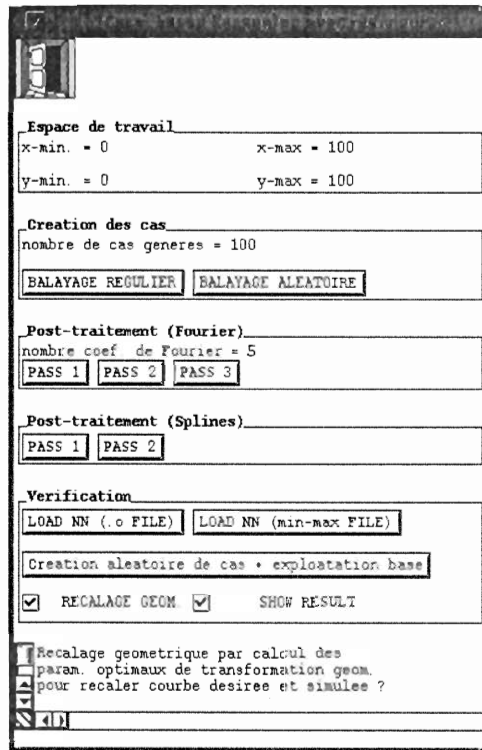 Espace de travail
x-min. = 0 x-max = 100
y-min. = 0 y-max = 100
Creation des cas
nombre de cas generes = 100
BALAYAGE REGULIER BALAYAGE ALEATOIRE
Post-traitement (Fourier)
nombre coef. de Fourier = 5
PASS 1 PASS 2 PASS 3
Post-traitement (Splines)
PASS 1 PASS 2
Verification
LOAD NN (.o FILE) LOAD NN (min-max FILE)
Creation aleatoire de cas + exploatation base
RECALAGE GEOM. SHOW RESULT
Recalage geometrique par calcul des
param. optimaux de transformation geom.
pour recaler courbe desiree et simulee ?